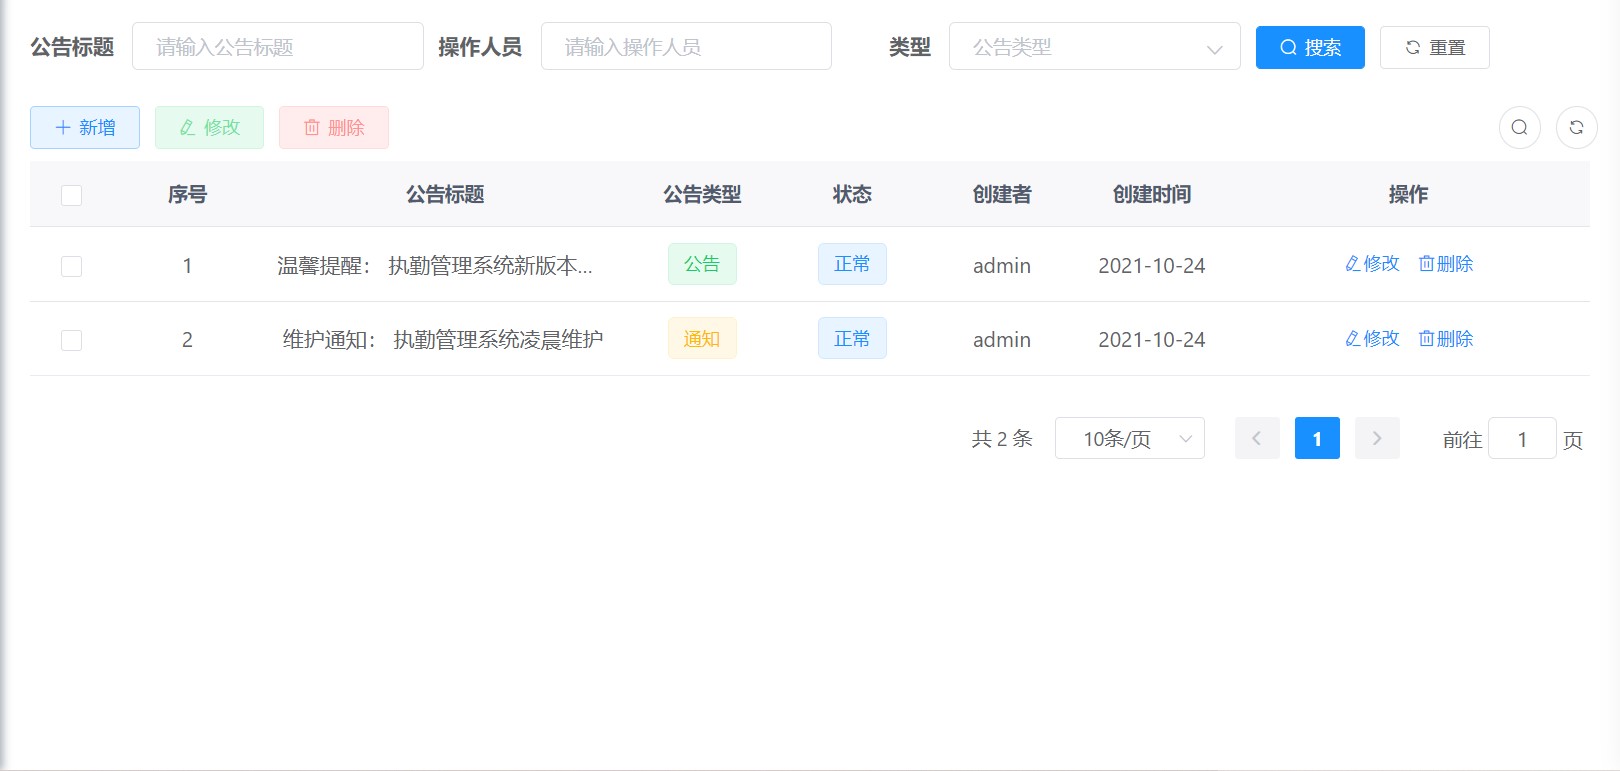 公告标题 请输入公告标题 操作人员 请输入操作人员 类型 公告类型 搜索 重置
新增 修改 删除
序号 公告标题 公告类型 状态 创建者 创建时间 操作
1 温馨提醒： 执勤管理系统新版本... 公告 正常 admin 2021-10-24 修改 删除
2 维护通知： 执勤管理系统凌晨维护 通知 正常 admin 2021-10-24 修改 删除
共 2 条 10条/页 1 前往 1 页